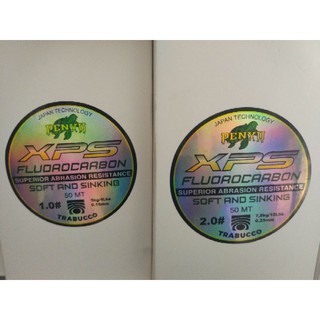 JAPAN TECHNOLOGY
XPS
FLUOROCARBON
SUPERIOR ABRASION RESISTANCE
SOFT AND SINKING
50 MT
1.0#
TRABUCCO
JAPAN TECHNOLOGY
XPS
FLUOROCARBON
SUPERIOR ABRASION RESISTANCE
SOFT AND SINKING
50 MT
2.0#
TRABUCCO